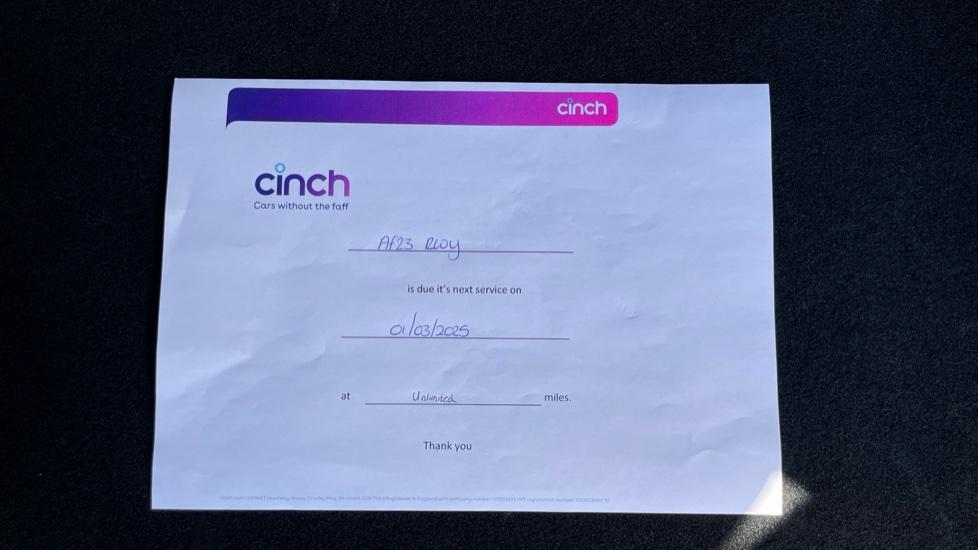 cinch
cinch
Cars without the faff
Af23 RWY
is due it's next service on
01/03/2025
at Unlimited miles.
Thank you